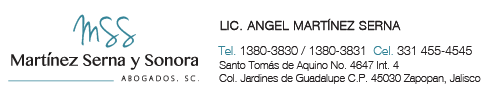 MSS
Martínez Serna y Sonora
ABOGADOS, SC.
LIC. ANGEL MARTÍNEZ SERNA
Tel. 1380-3830 / 1380-3831 Cel. 331 455-4545
Santo Tomás de Aquino No. 4647 Int. 4
Col. Jardines de Guadalupe C.P. 45030 Zapopan, Jalisco